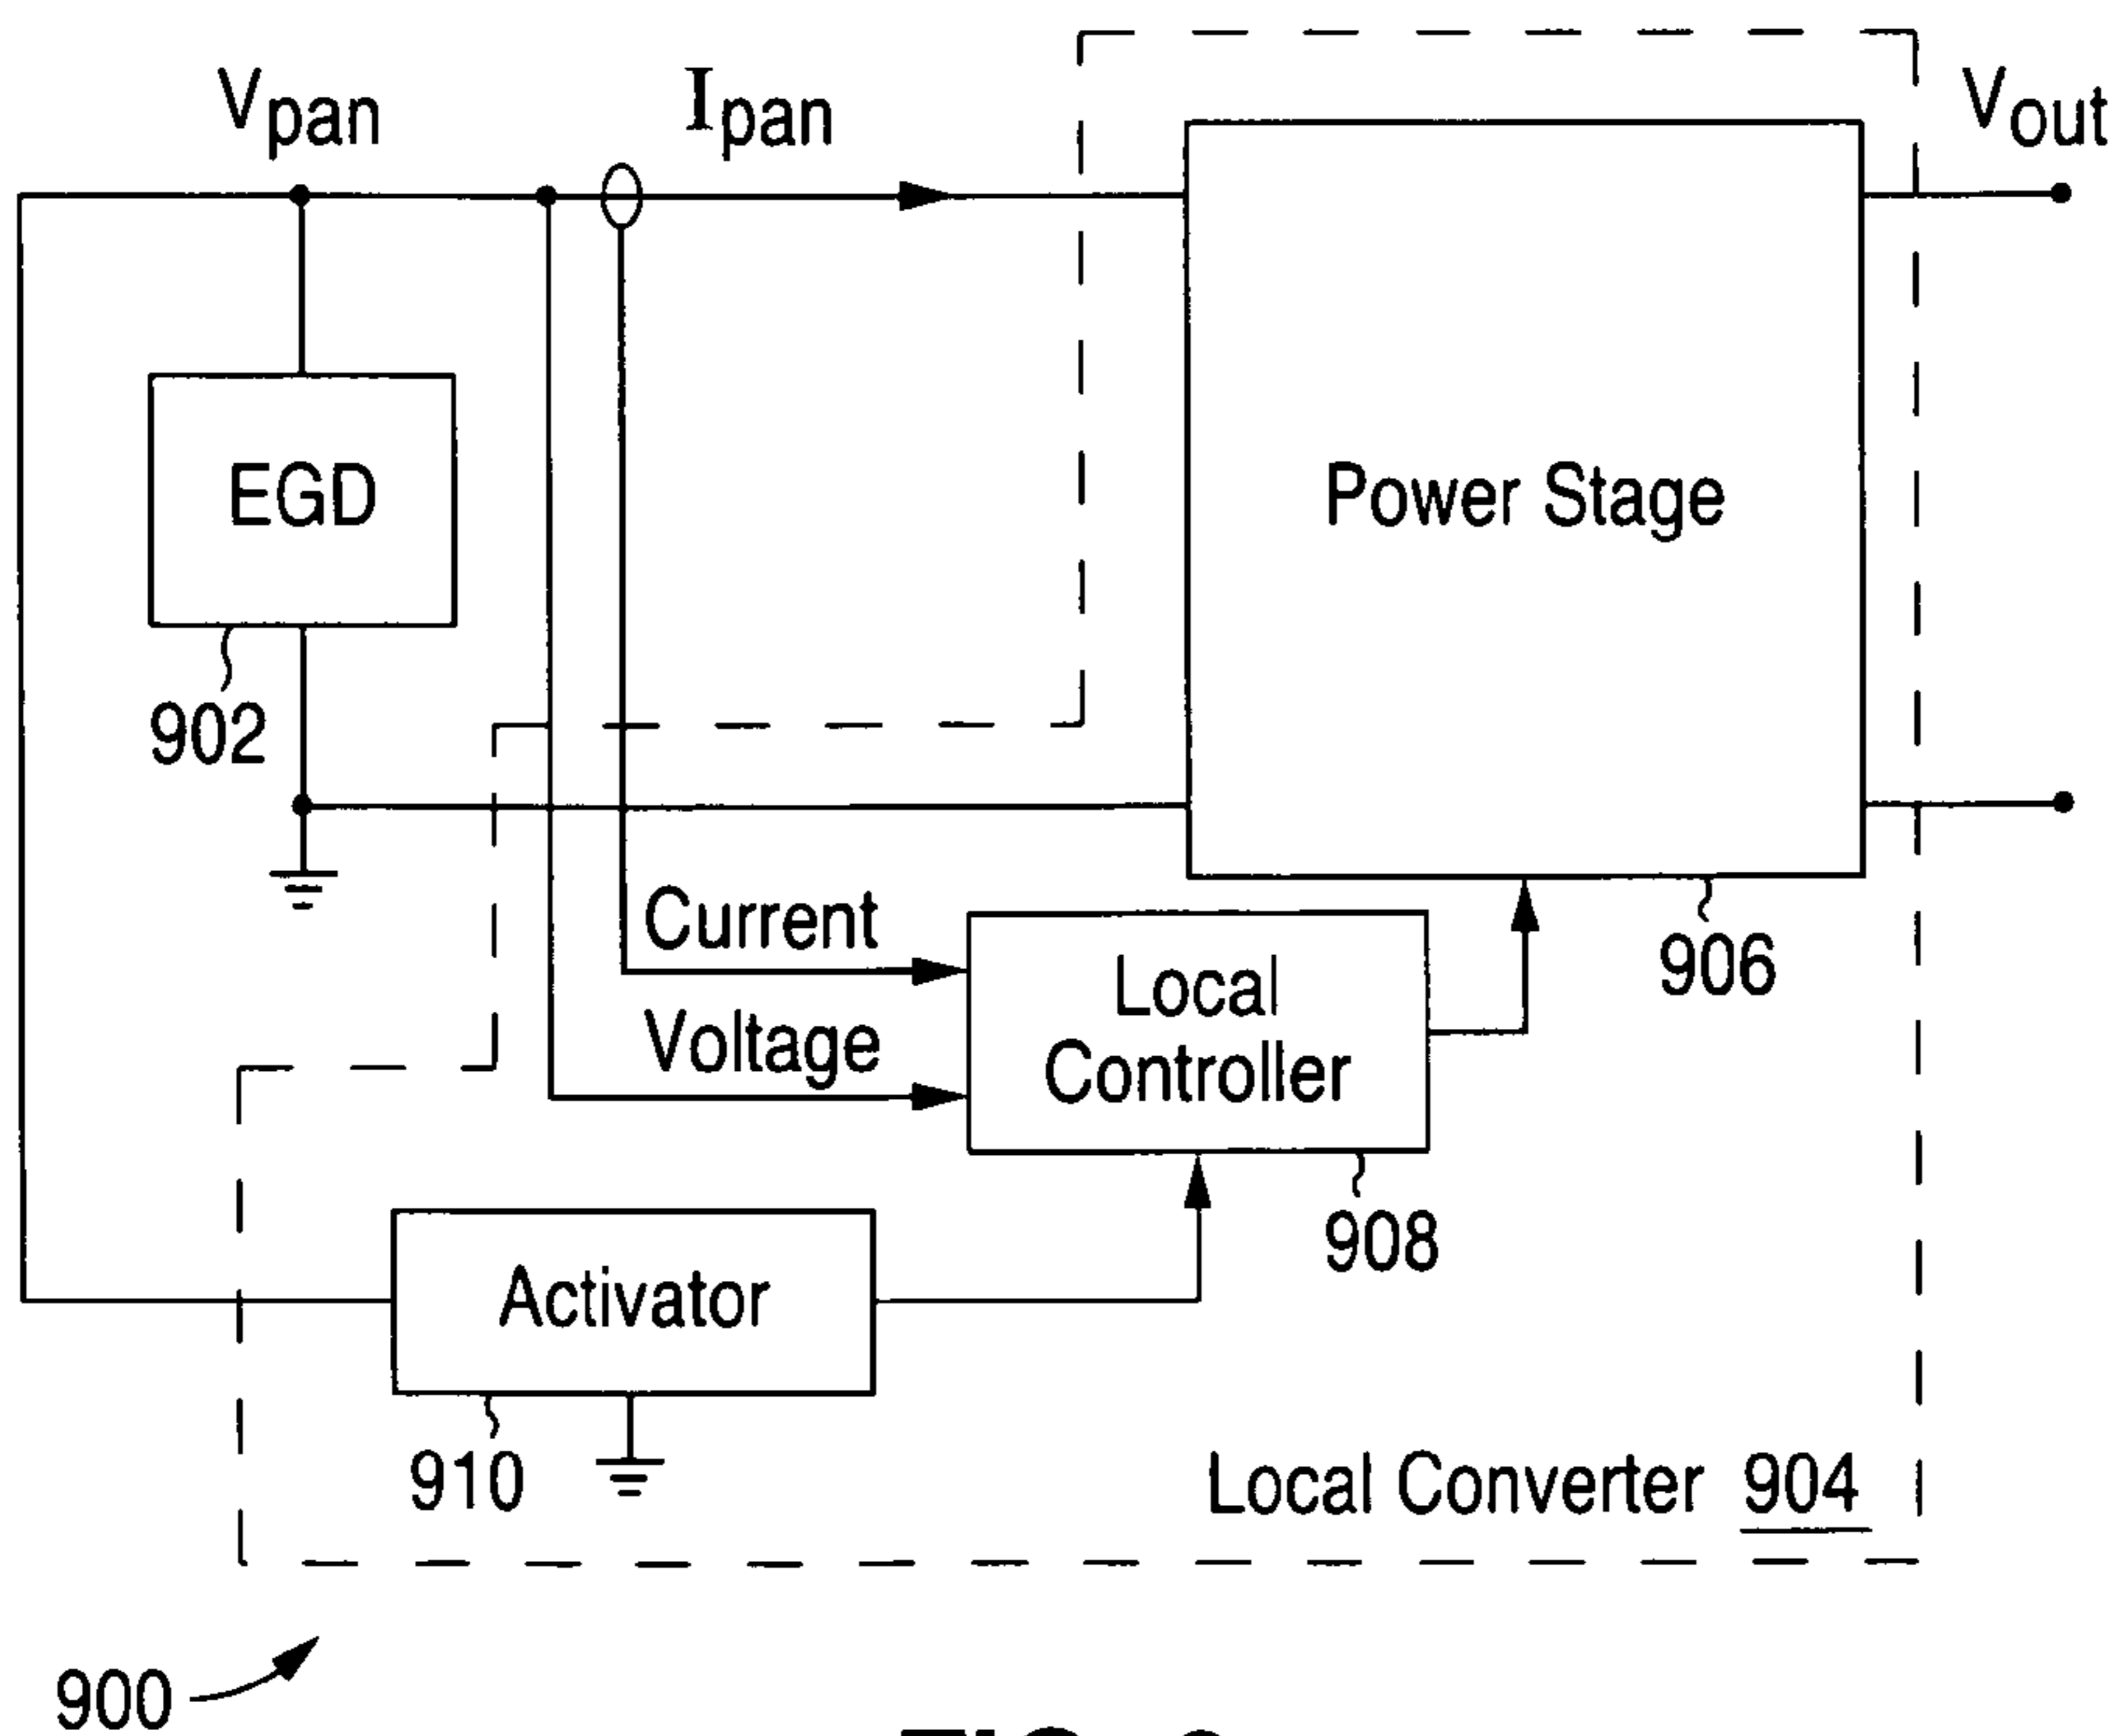 Vpan
Ipan
Vout
EGD
Power Stage
902
Current
906
Local
Controller
Voltage
908
Activator
910
Local Converter 904
900